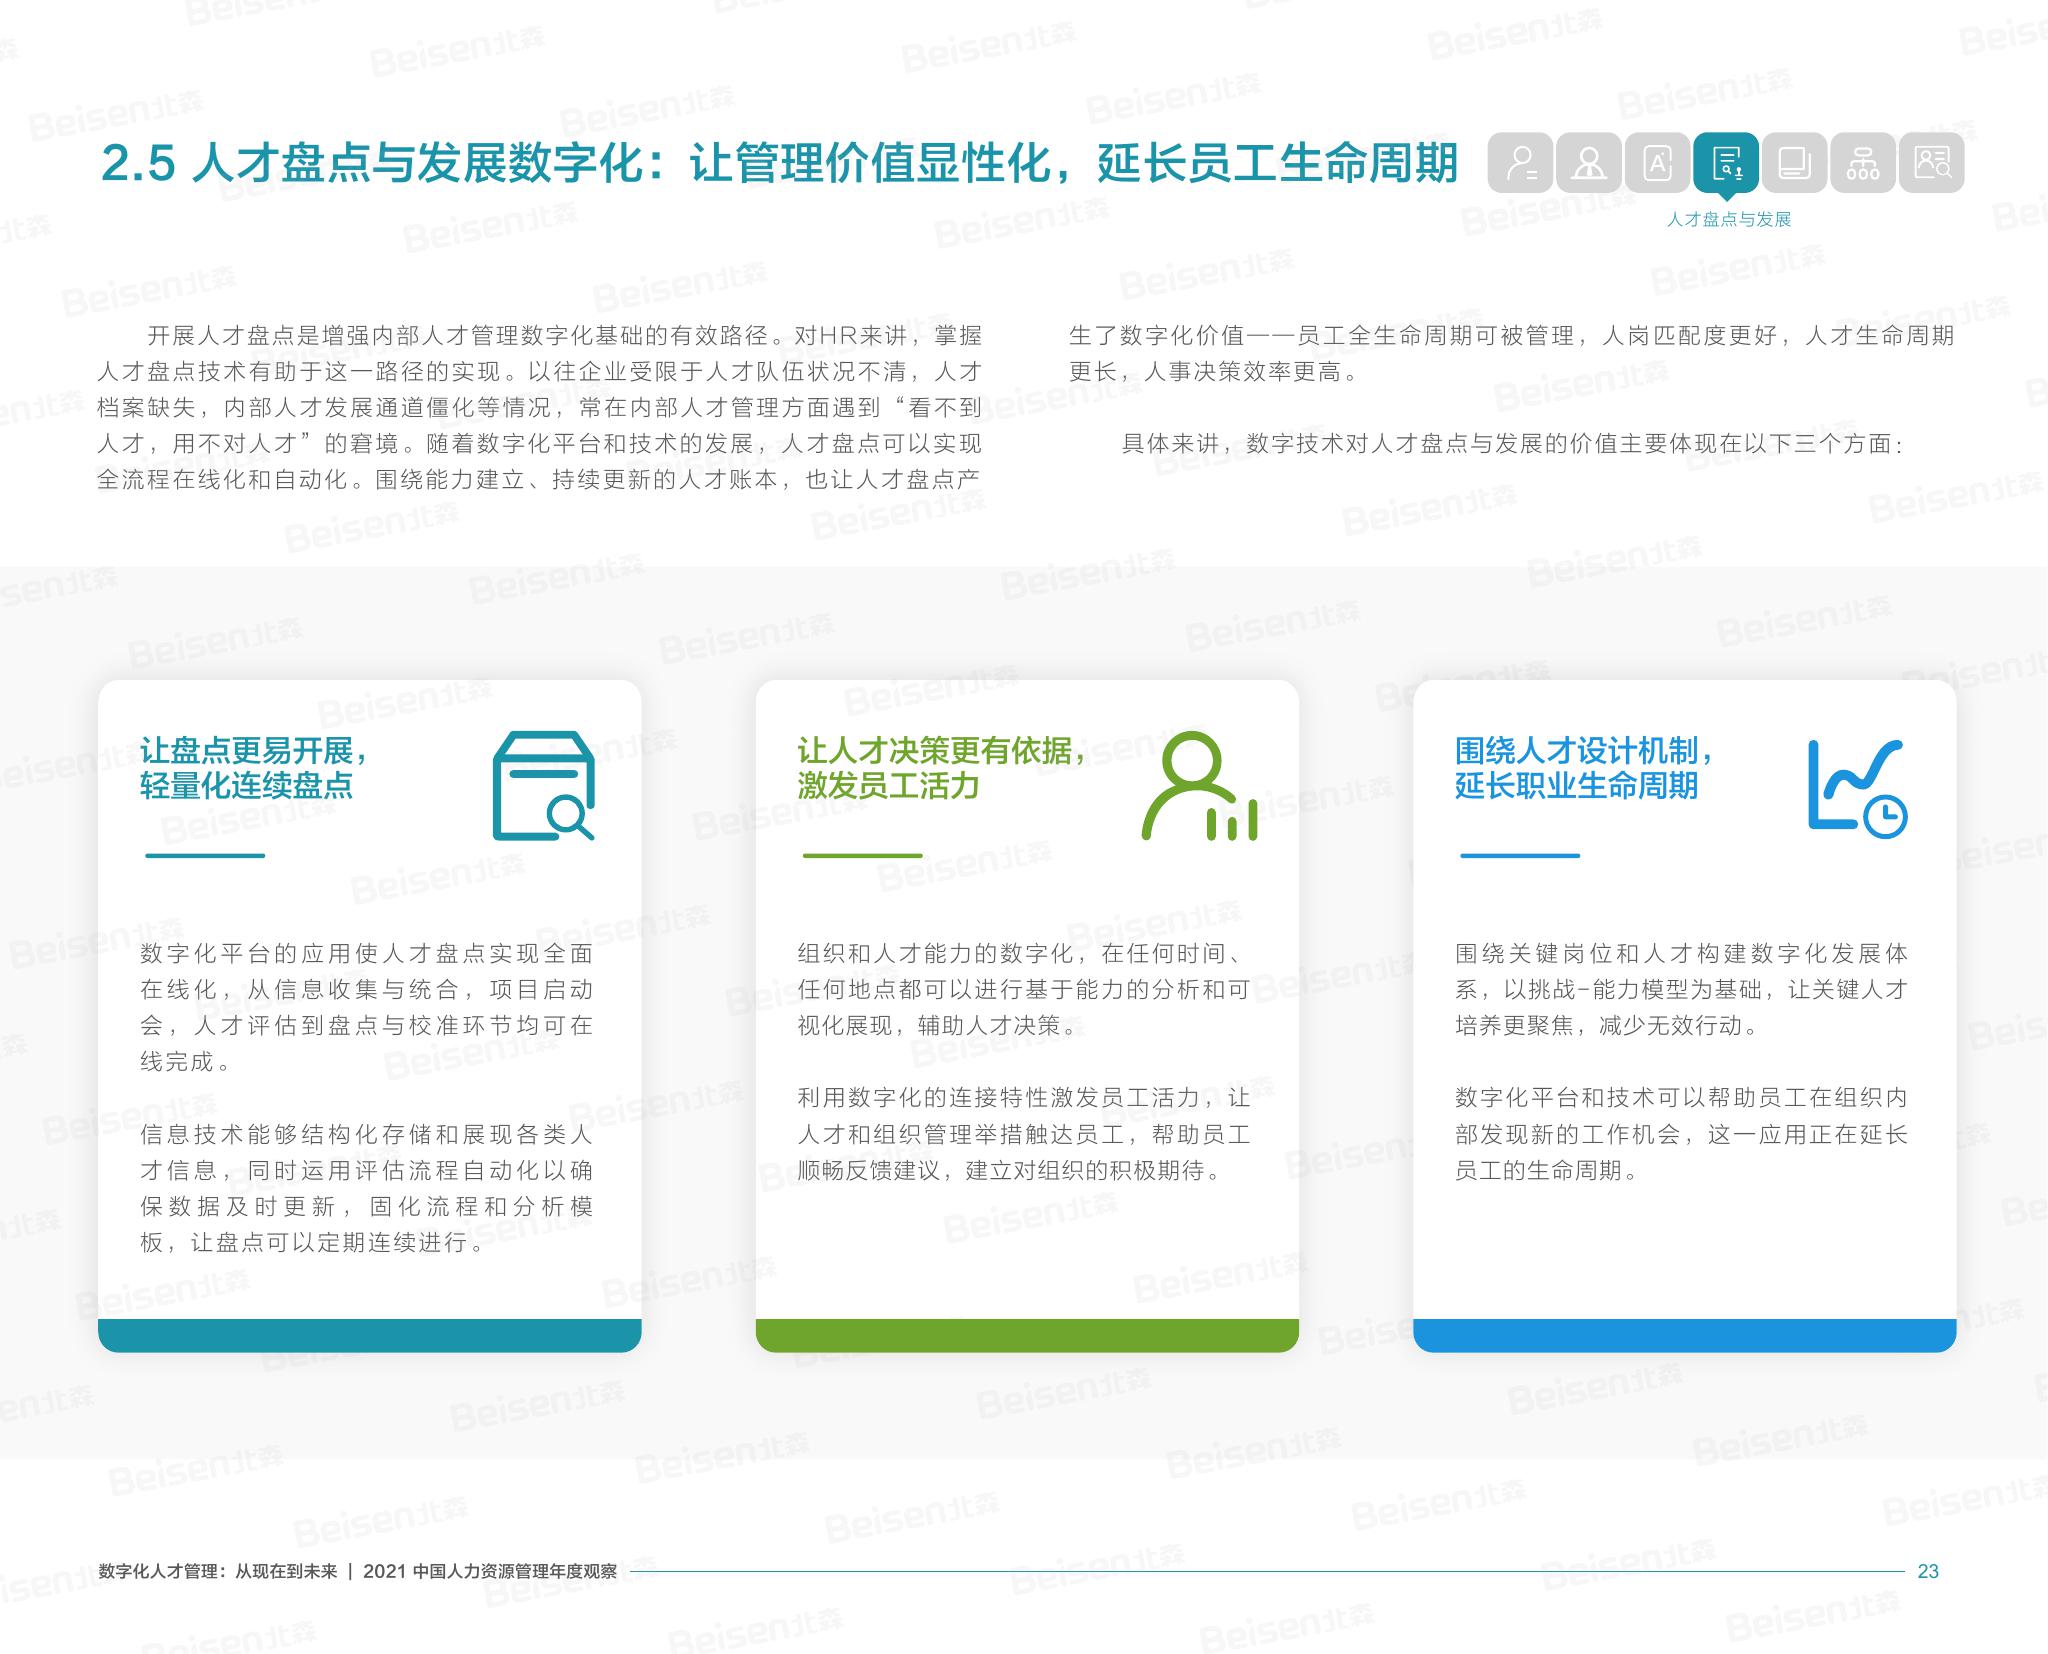 2.5 人才盘点与发展数字化：让管理价值显性化，延长员工生命周期
人才盘点与发展
开展人才盘点是增强内部人才管理数字化基础的有效路径。对HR来讲，掌握
人才盘点技术有助于这一路径的实现。以往企业受限于人才队伍状况不清，人才
档案缺失，内部人才发展通道僵化等情况，常在内部人才管理方面遇到“看不到
人才，用不对人才”的窘境。随着数字化平台和技术的发展，人才盘点可以实现
全流程在线化和自动化。围绕能力建立、持续更新的人才账本，也让人才盘点产
生了数字化价值——员工全生命周期可被管理，人岗匹配度更好，人才生命周期
更长，人事决策效率更高。
具体来讲，数字技术对人才盘点与发展的价值主要体现在以下三个方面：
让盘点更易开展，
轻量化连续盘点
数字化平台的应用使人才盘点实现全面
在线化，从信息收集与统合，项目启动
会，人才评估到盘点与校准环节均可在
线完成。
信息技术能够结构化存储和展现各类人
才信息，同时运用评估流程自动化以确
保数据及时更新，固化流程和分析模
板，让盘点可以定期连续进行。
让人才决策更有依据，
激发员工活力
组织和人才能力的数字化，在任何时间、
任何地点都可以进行基于能力的分析和可
视化展现，辅助人才决策。
利用数字化的连接特性激发员工活力，让
人才和组织管理举措触达员工，帮助员工
顺畅反馈建议，建立对组织的积极期待。
围绕人才设计机制，
延长职业生命周期
围绕关键岗位和人才构建数字化发展体
系，以挑战-能力模型为基础，让关键人才
培养更聚焦，减少无效行动。
数字化平台和技术可以帮助员工在组织内
部发现新的工作机会，这一应用正在延长
员工的生命周期。
数字化人才管理：从现在到未来 | 2021 中国人力资源管理年度观察
23
Beisen北森